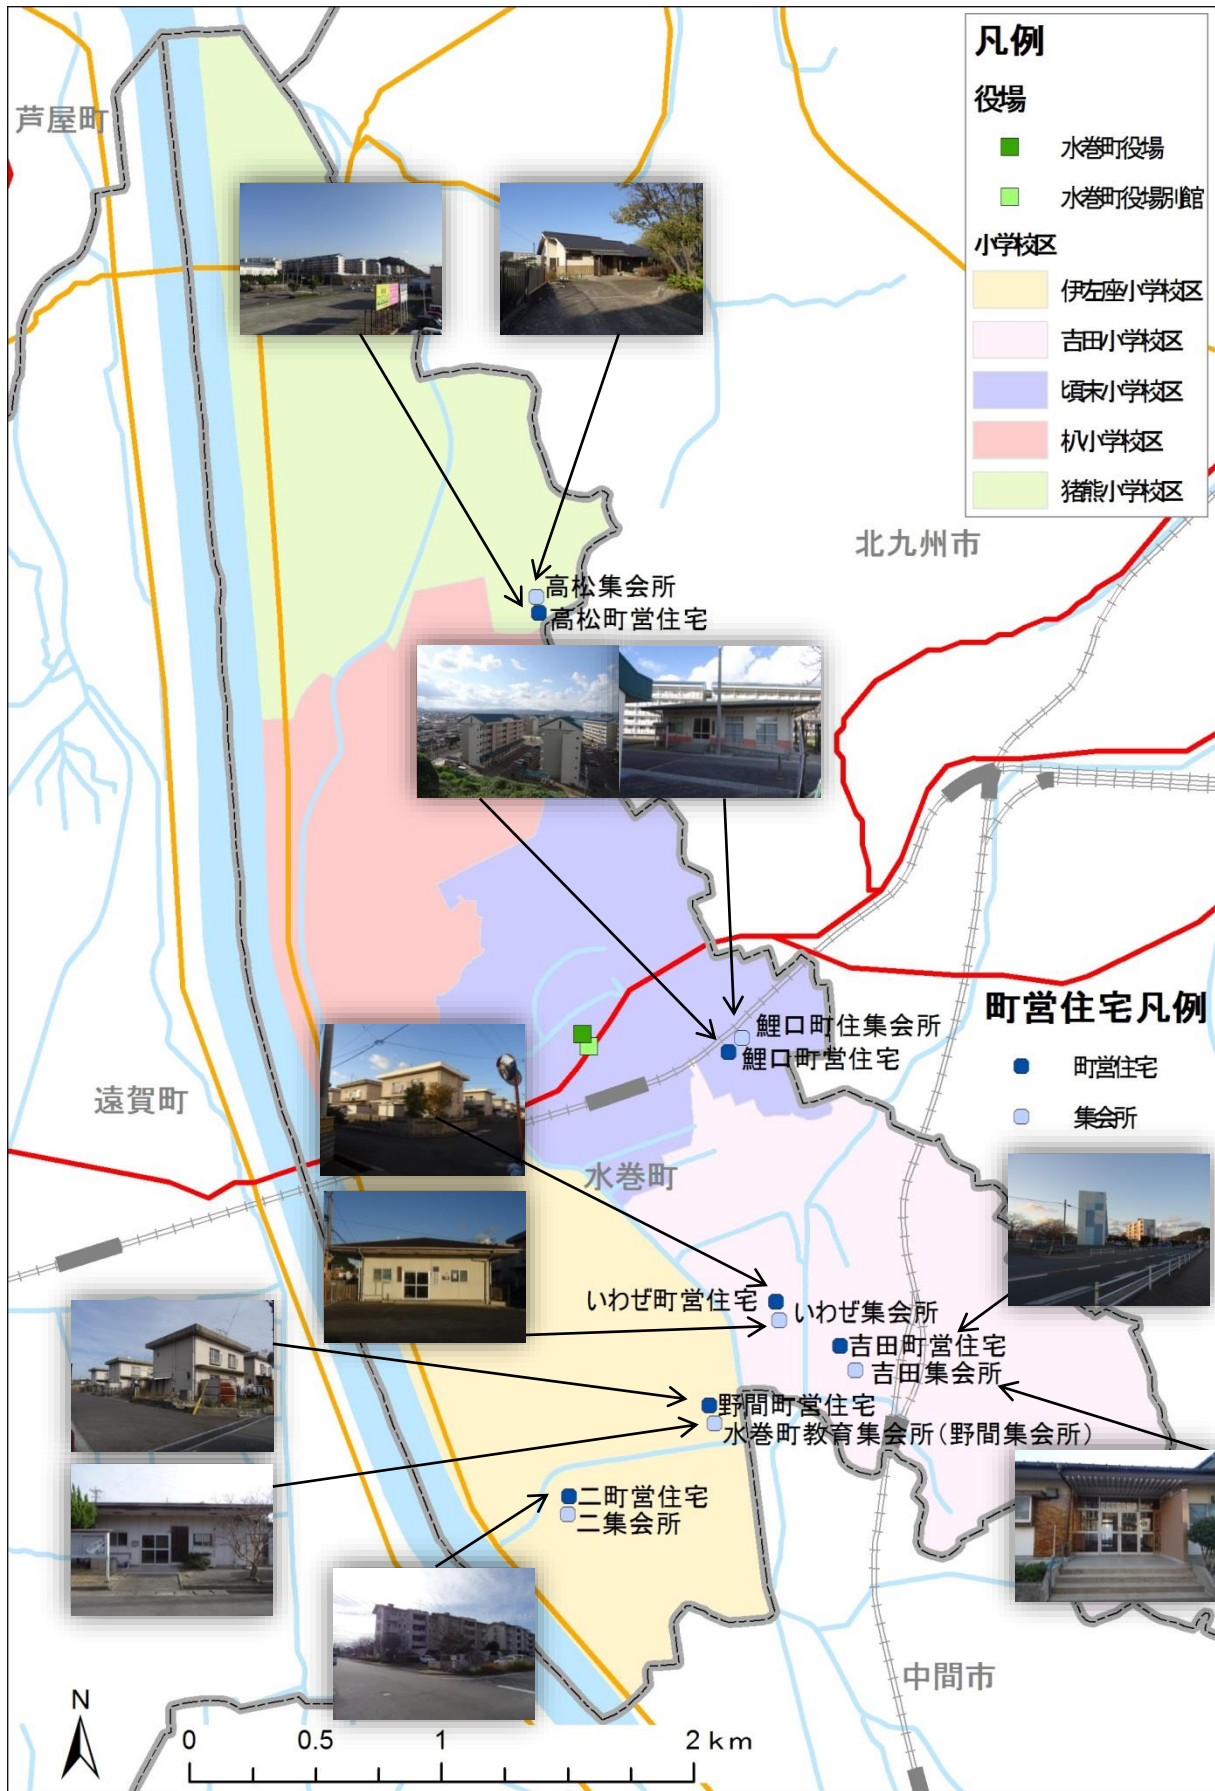 凡例
役場
水巻町役場
水巻町役場別館
小学校区
伊左座小学校区
吉田小学校区
頃末小学校区
机小学校区
猪熊小学校区
芦屋町
北九州市
高松集会所
高松町営住宅
鯉口町住集会所
鯉口町営住宅
町営住宅凡例
町営住宅
集会所
遠賀町
水巻町
いわぜ町営住宅
いわぜ集会所
吉田町営住宅
吉田集会所
野間町営住宅
水巻町教育集会所(野間集会所)
二町営住宅
二集会所
中間市
N
0 0.5 1 2 km